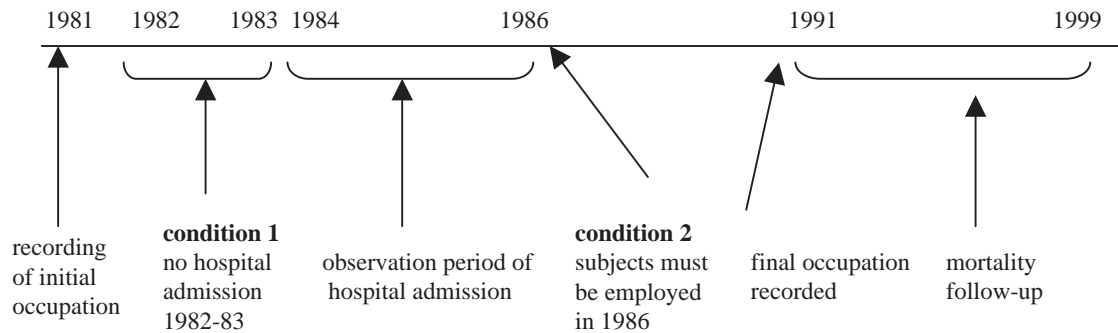 1981 1982 1983 1984 1986 1991 1999
recording
of initial
occupation
condition 1
no hospital
admission
1982-83
observation period of
hospital admission
condition 2
subjects must
be employed
in 1986
final occupation
recorded
mortality
follow-up